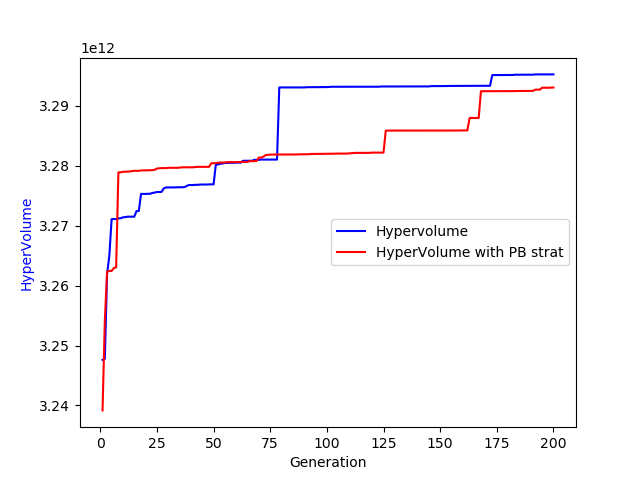 1e12
3.29
3.28
3.27
3.26
3.25
3.24
HyperVolume
Hypervolume
HyperVolume with PB strat
0 25 50 75 100 125 150 175 200
Generation